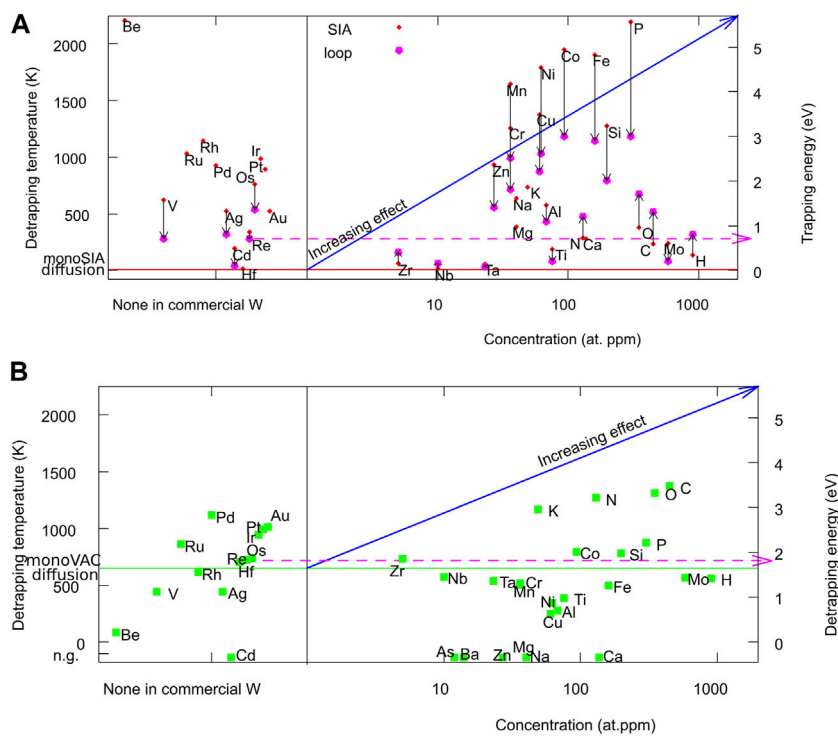 A
Detrapping temperature (K)
2000
1500
1000
500
0
monoSIA
diffusion
Trapping energy (eV)
5
4
3
2
1
0
SIA
loop
Increasing effect
Be
V
Ru
Rh
Pd
Ir
Pt
Os
Ag
Au
Re
Cd
Hf
Zr
Nb
Ta
Zn
Mn
Cr
Na
Mg
K
Ni
Cu
Al
Ti
Co
N
Ca
Fe
Si
P
O
C
Mo
H
None in commercial W
10
100
1000
Concentration (at. ppm)
B
Detrapping temperature (K)
2000
1500
1000
500
0
n.g.
monoVAC
diffusion
Detrapping energy (eV)
5
4
3
2
1
0
Increasing effect
Be
V
Ru
Rh
Pd
Ag
Cd
Pt
Au
Ir
Os
Re
Hf
Zr
Nb
As
Ba
Ta
Zn
Cr
Mn
Mg
Na
K
Ni
Cu
Al
Ti
Co
N
Ca
Fe
Si
P
O
C
Mo
H
None in commercial W
10
100
1000
Concentration (at.ppm)